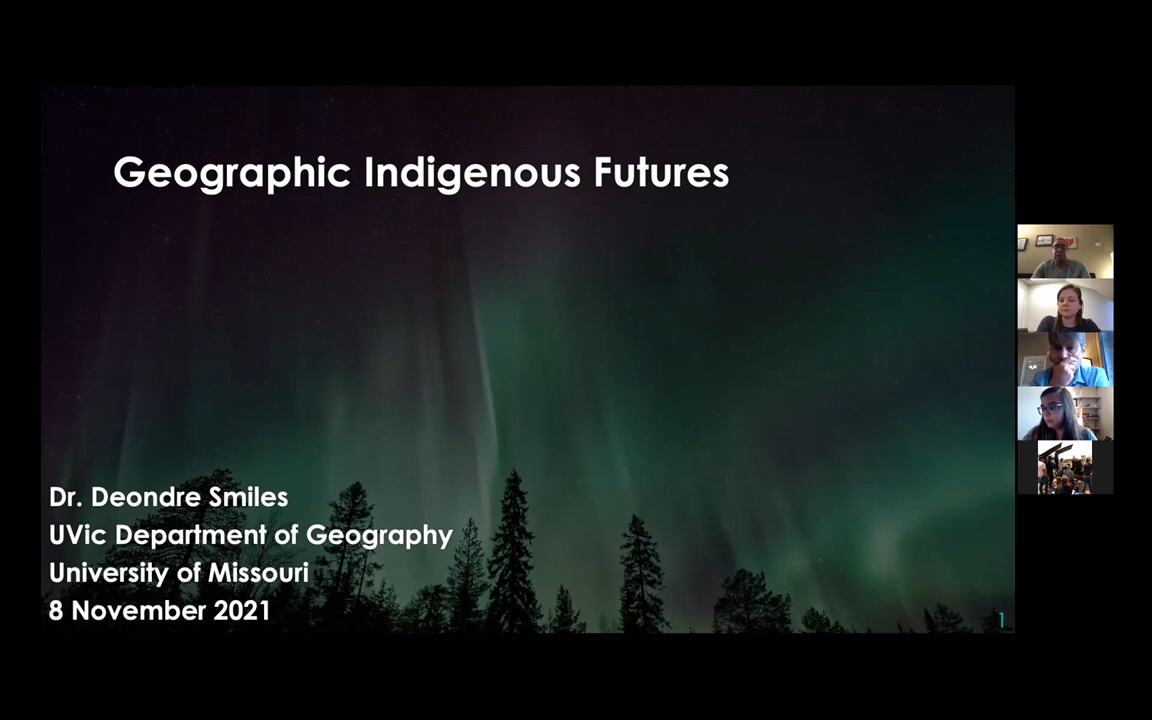 Geographic Indigenous Futures
Dr. Deondre Smiles
UVic Department of Geography
University of Missouri
8 November 2021
1